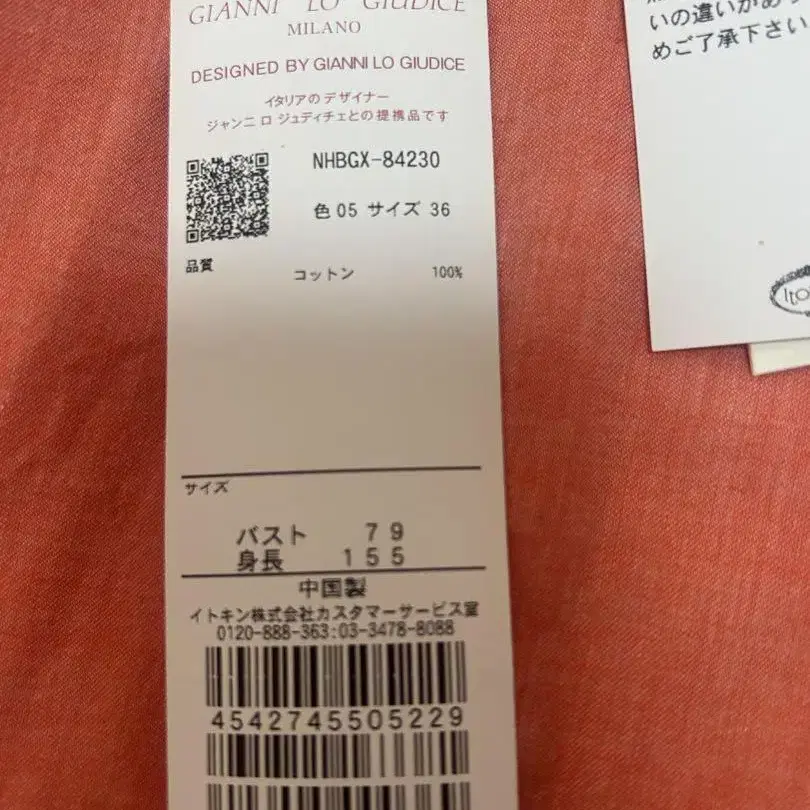 GIANNI LO GIUDICE
MILANO
DESIGNED BY GIANNI LO GIUDICE
イタリアのデザイナー
ジャンニ ロ ジュディチェとの提携品です
NHBGX-84230
色 05 サイズ 36
品質 コットン 100%
サイズ
バスト 79
身長 155
中国製
イトキン株式会社カスタマーサービス室
0120-888-363:03-3478-8088
4542745505229
いの違いがあ
めご了承下さい